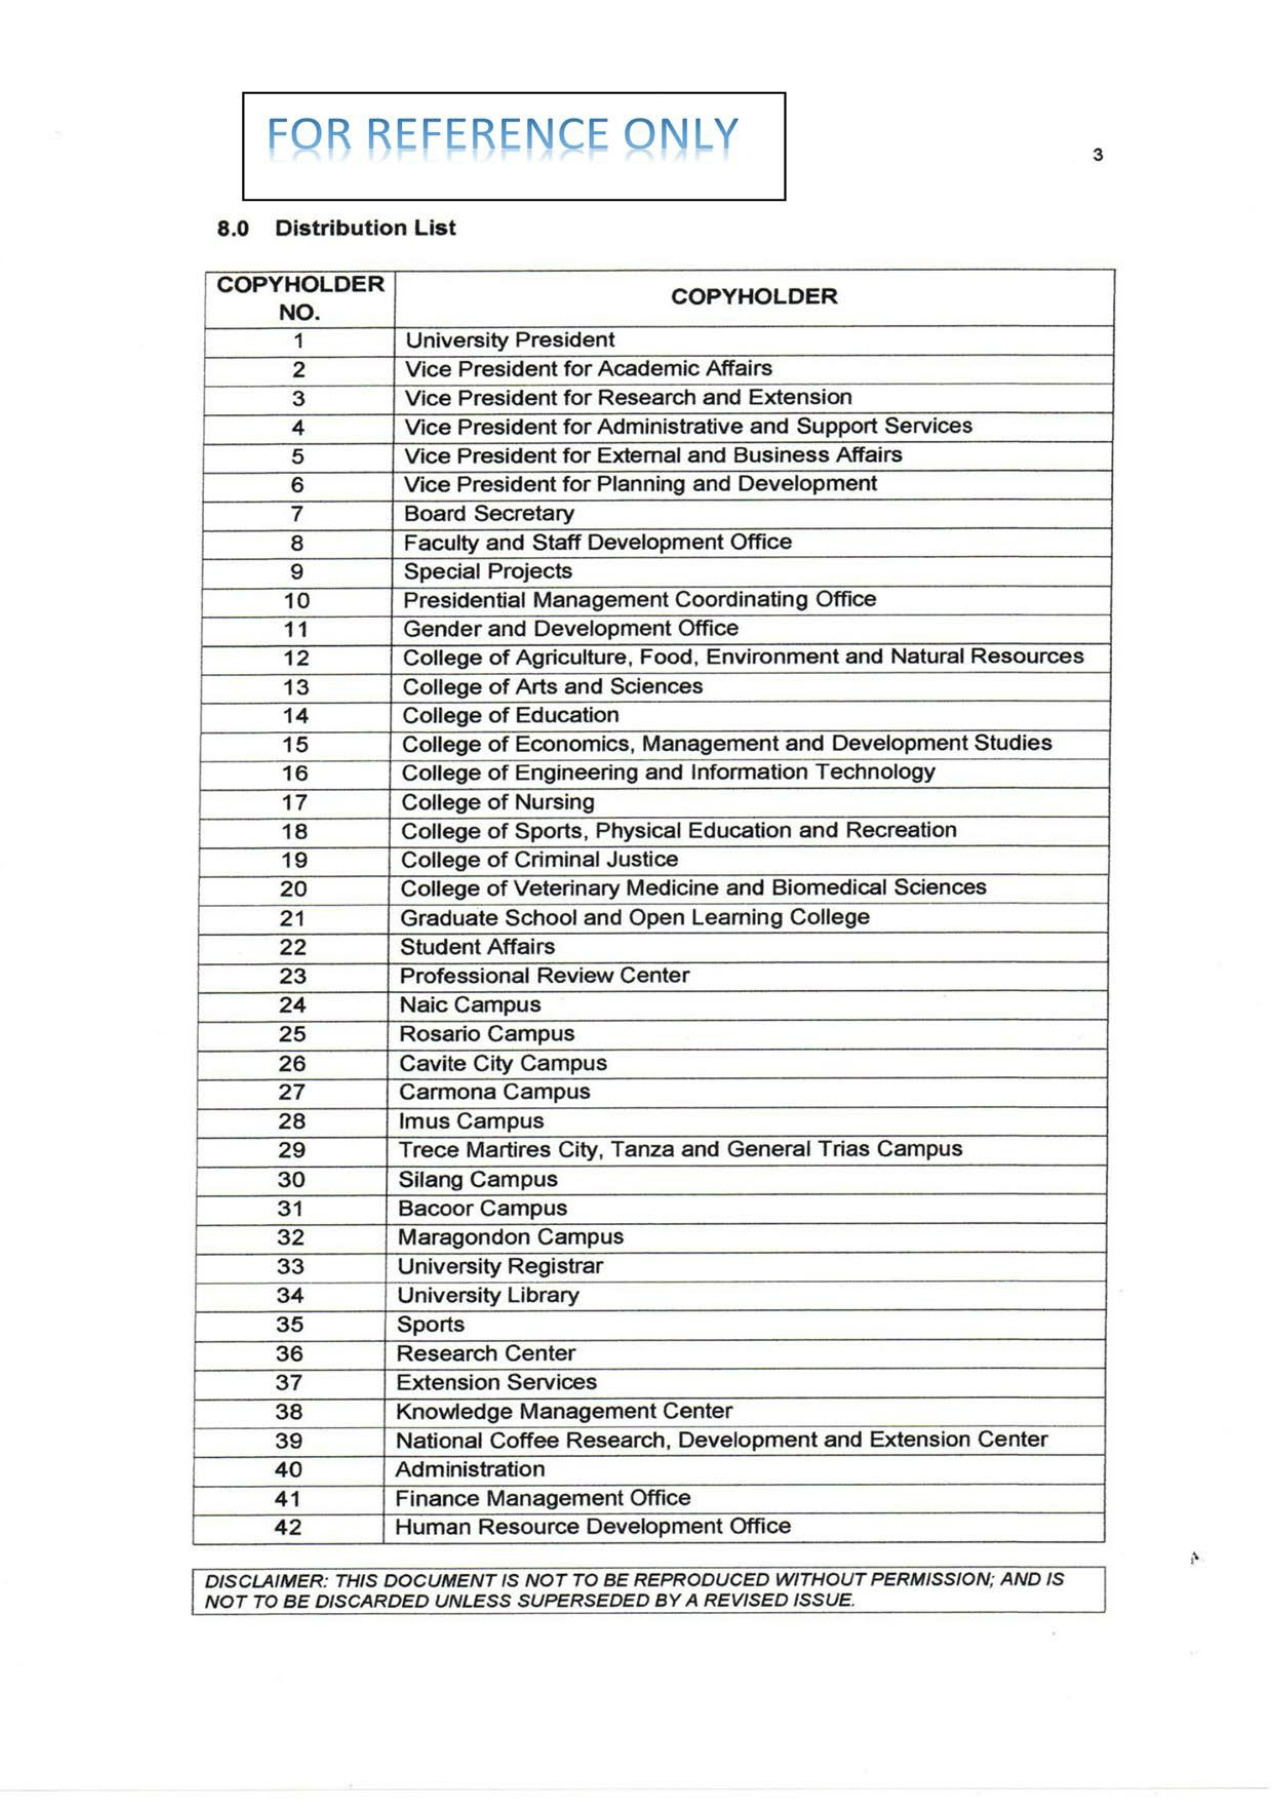 FOR REFERENCE ONLY
3
8.0 Distribution List
COPYHOLDER NO. COPYHOLDER
1 University President
2 Vice President for Academic Affairs
3 Vice President for Research and Extension
4 Vice President for Administrative and Support Services
5 Vice President for External and Business Affairs
6 Vice President for Planning and Development
7 Board Secretary
8 Faculty and Staff Development Office
9 Special Projects
10 Presidential Management Coordinating Office
11 Gender and Development Office
12 College of Agriculture, Food, Environment and Natural Resources
13 College of Arts and Sciences
14 College of Education
15 College of Economics, Management and Development Studies
16 College of Engineering and Information Technology
17 College of Nursing
18 College of Sports, Physical Education and Recreation
19 College of Criminal Justice
20 College of Veterinary Medicine and Biomedical Sciences
21 Graduate School and Open Learning College
22 Student Affairs
23 Professional Review Center
24 Naic Campus
25 Rosario Campus
26 Cavite City Campus
27 Carmona Campus
28 Imus Campus
29 Trece Martires City, Tanza and General Trias Campus
30 Silang Campus
31 Bacoor Campus
32 Maragondon Campus
33 University Registrar
34 University Library
35 Sports
36 Research Center
37 Extension Services
38 Knowledge Management Center
39 National Coffee Research, Development and Extension Center
40 Administration
41 Finance Management Office
42 Human Resource Development Office
DISCLAIMER: THIS DOCUMENT IS NOT TO BE REPRODUCED WITHOUT PERMISSION; AND IS
NOT TO BE DISCARDED UNLESS SUPERSEDED BY A REVISED ISSUE.